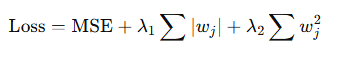 Loss = MSE + λ₁ ∑ |wⱼ| + λ₂ ∑ wⱼ²